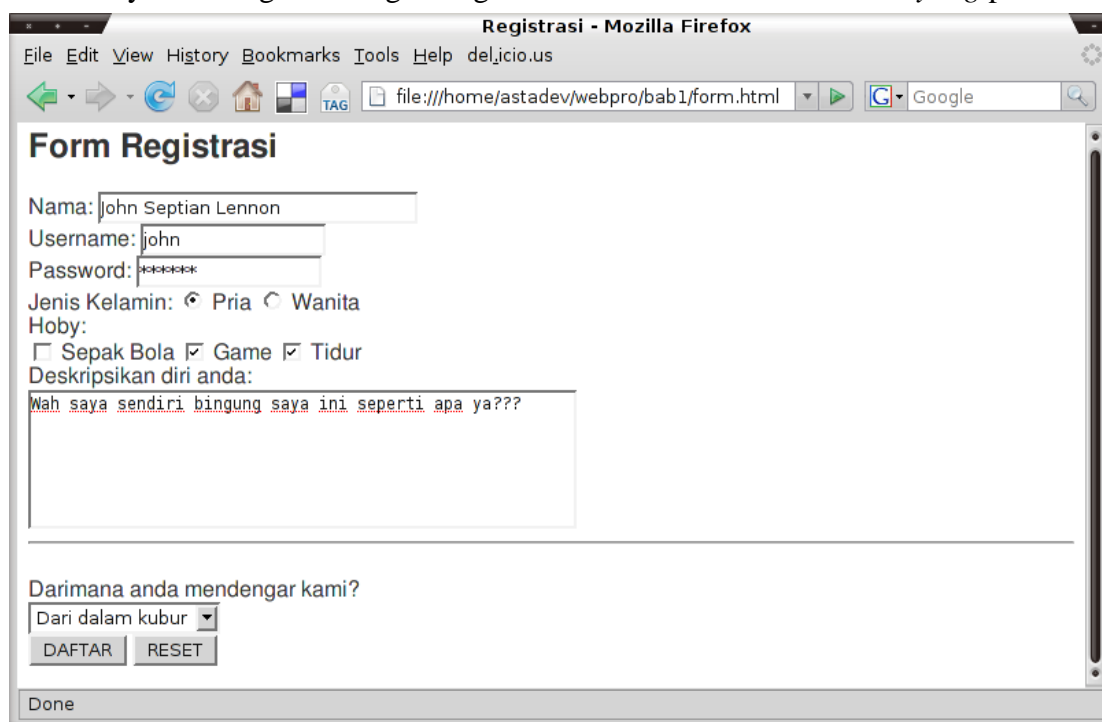 Registrasi - Mozilla Firefox
File Edit View History Bookmarks Tools Help del.icio.us
TAG file:///home/astadev/webpro/bab1/form.html G Google
Form Registrasi
Nama: John Septian Lennon
Username: john
Password: *******
Jenis Kelamin: Pria Wanita
Hoby:
Sepak Bola Game Tidur
Deskripsikan diri anda:
Wah saya sendiri bingung saya ini seperti apa ya???
Darimana anda mendengar kami?
Dari dalam kubur
DAFTAR RESET
Done